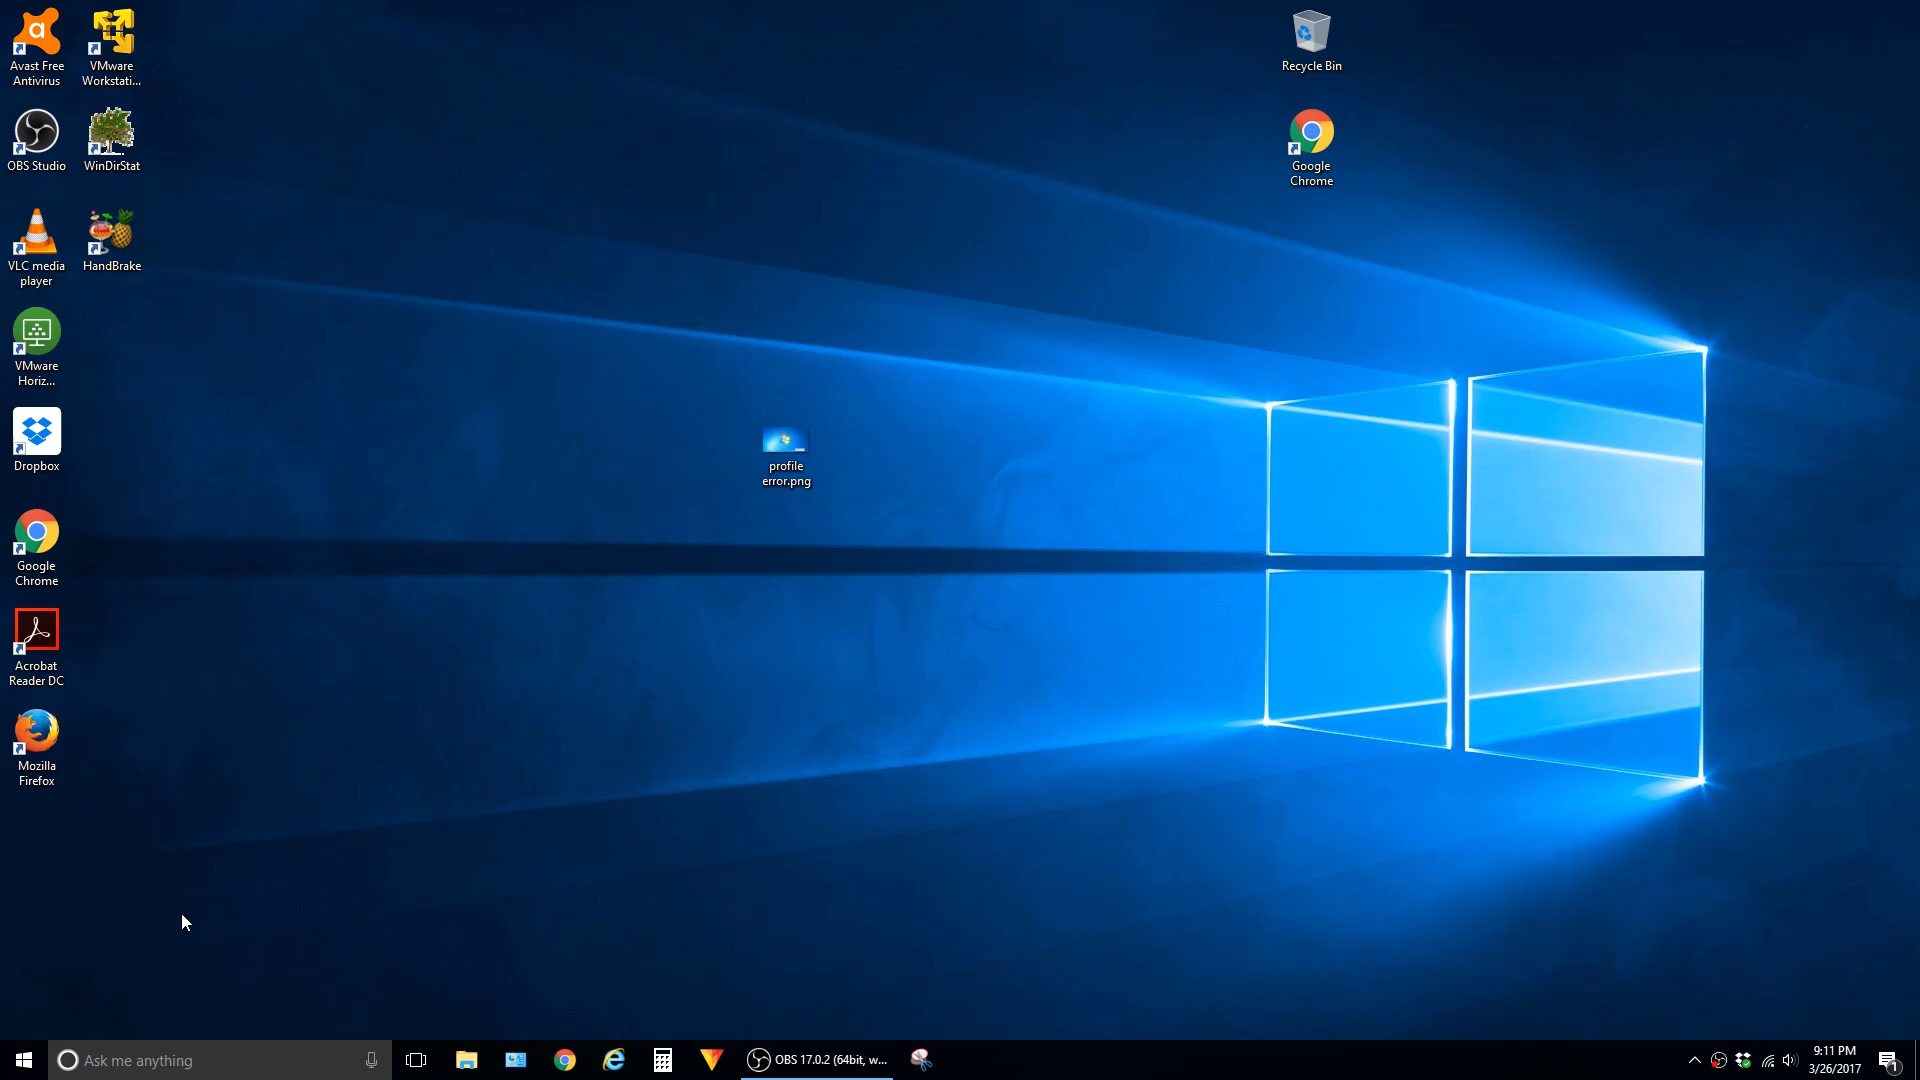 Avast Free
Antivirus
VMware
Workstati...
OBS Studio
WinDirStat
VLC media
player
HandBrake
VMware
Horiz...
Dropbox
Google
Chrome
Acrobat
Reader DC
Mozilla
Firefox
profile
error.png
Recycle Bin
Google
Chrome
Ask me anything
OBS 17.0.2 (64bit, w...
9:11 PM
3/26/2017
1